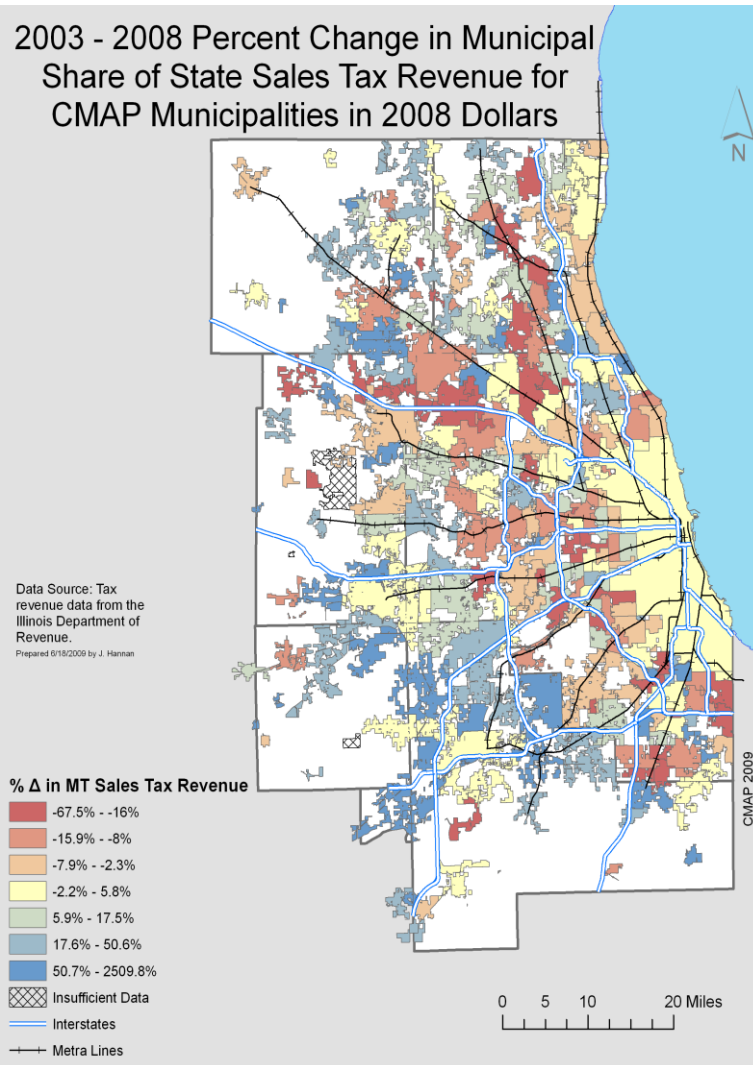 2003 - 2008 Percent Change in Municipal
Share of State Sales Tax Revenue for
CMAP Municipalities in 2008 Dollars
N
Data Source: Tax
revenue data from the
Illinois Department of
Revenue.
Prepared 6/18/2009 by J. Hannan
% Δ in MT Sales Tax Revenue
-67.5% - -16%
-15.9% - -8%
-7.9% - -2.3%
-2.2% - 5.8%
5.9% - 17.5%
17.6% - 50.6%
50.7% - 2509.8%
Insufficient Data
Interstates
Metra Lines
0 5 10 20 Miles
CMAP 2009